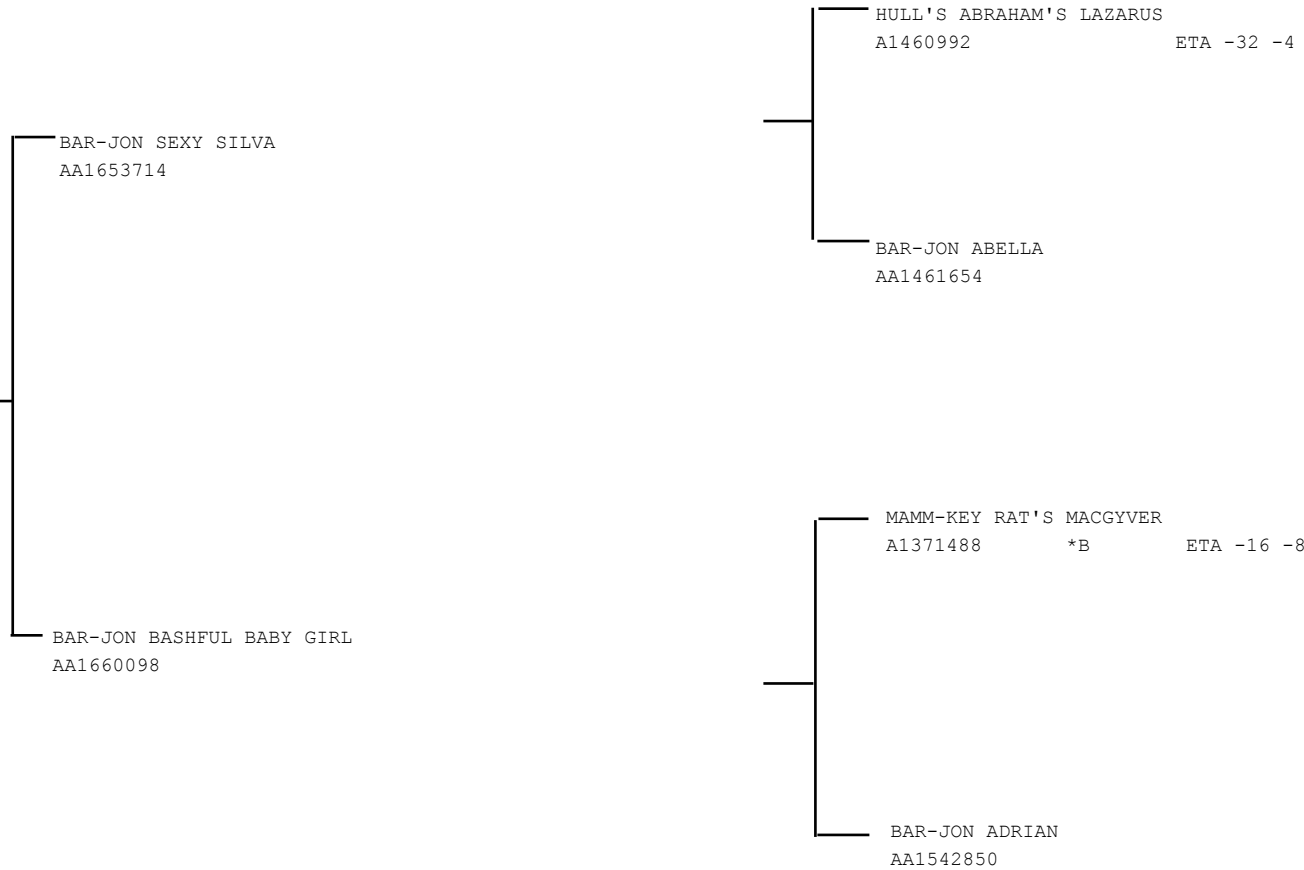 HULL'S ABRAHAM'S LAZARUS
A1460992 ETA -32 -4
BAR-JON SEXY SILVA
AA1653714
BAR-JON ABELLA
AA1461654
MAMM-KEY RAT'S MACGYVER
A1371488 *B ETA -16 -8
BAR-JON BASHFUL BABY GIRL
AA1660098
BAR-JON ADRIAN
AA1542850